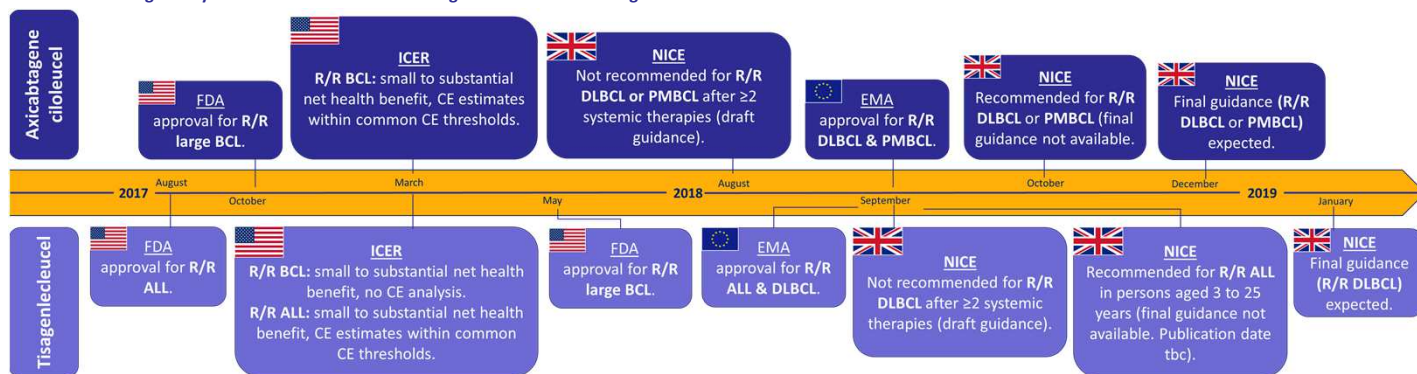 Axicabtagene
ciloleucel
FDA
approval for R/R
large BCL.
ICER
R/R BCL: small to substantial
net health benefit, CE estimates
within common CE thresholds.
NICE
Not recommended for R/R
DLBCL or PMBCL after ≥2
systemic therapies (draft
guidance).
EMA
approval for R/R
DLBCL & PMBCL.
NICE
Recommended for R/R
DLBCL or PMBCL (final
guidance not available.
NICE
Final guidance (R/R
DLBCL or PMBCL)
expected.
August
March
August
October
December
2017
2018
2019
October
May
September
January
Tisagenlecleucel
FDA
approval for R/R
ALL.
ICER
R/R BCL: small to substantial net health
benefit, no CE analysis.
R/R ALL: small to substantial net health
benefit, CE estimates within common
CE thresholds.
FDA
approval for R/R
large BCL.
EMA
approval for R/R
ALL & DLBCL.
NICE
Not recommended for R/R
DLBCL after ≥2 systemic
therapies (draft guidance).
NICE
Recommended for R/R ALL
in persons aged 3 to 25
years (final guidance not
available. Publication date
tbc).
NICE
Final guidance
(R/R DLBCL)
expected.